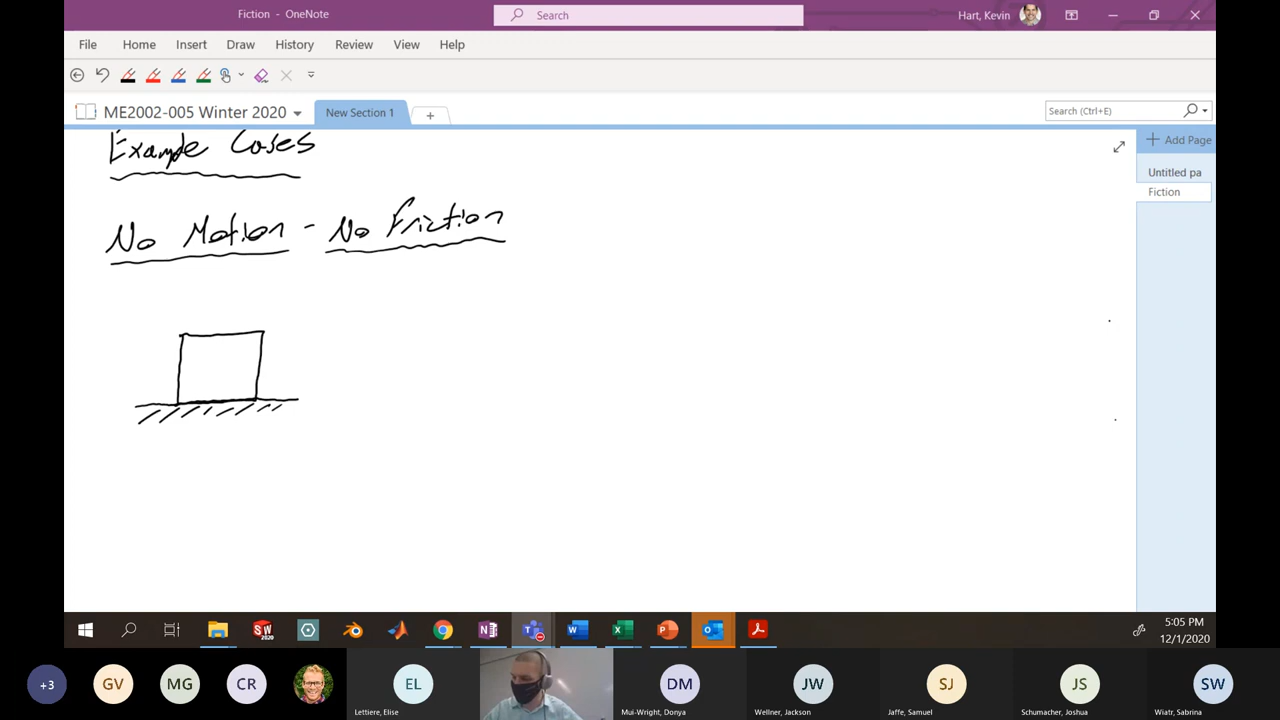 Fiction - OneNote
Search
Hart, Kevin
File Home Insert Draw History Review View Help
ME2002-005 Winter 2020
New Section 1
+
Search (Ctrl+E)
Example Cases
No Motion - No Friction
+ Add Page
Untitled pa
Fiction
5:05 PM
12/1/2020
+3
GV
MG
CR
EL
Lettiere, Elise
DM
Mui-Wright, Donya
JW
Wellner, Jackson
SJ
Jaffe, Samuel
JS
Schumacher, Joshua
SW
Wiatr, Sabrina